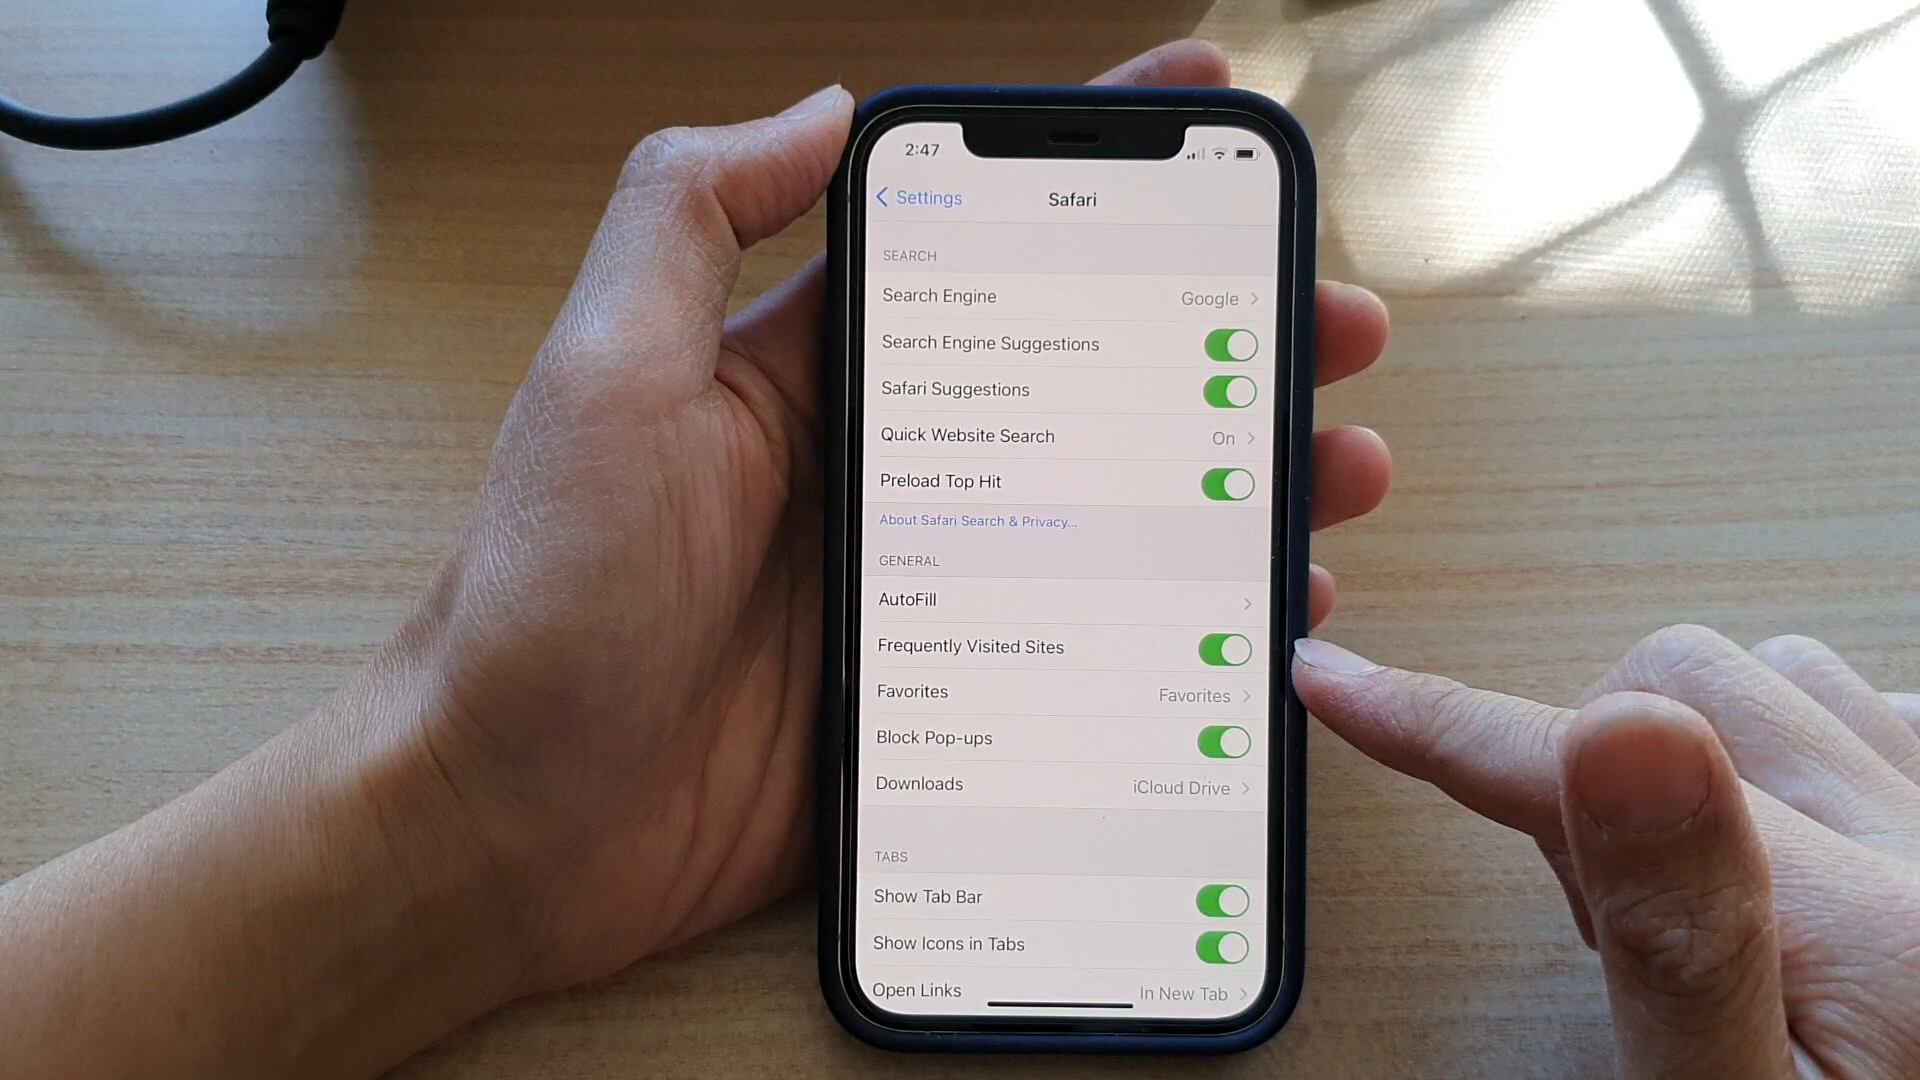 2:47
Settings
Safari
SEARCH
Search Engine Google
Search Engine Suggestions
Safari Suggestions
Quick Website Search On
Preload Top Hit
About Safari Search & Privacy...
GENERAL
AutoFill
Frequently Visited Sites
Favorites Favorites
Block Pop-ups
Downloads iCloud Drive
TABS
Show Tab Bar
Show Icons in Tabs
Open Links In New Tab